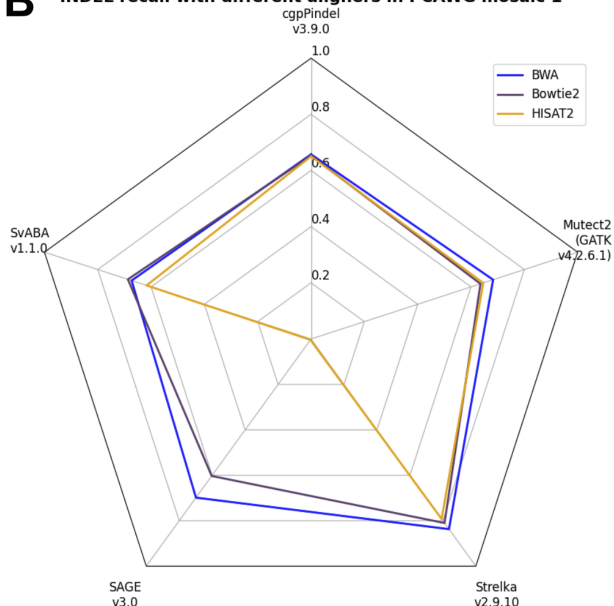 B
INDEL recall with different aligners in PCAWG mosaic 1
cgpPindel
v3.9.0
1.0
0.8
0.6
0.4
0.2
BWA
Bowtie2
HISAT2
SvABA
v1.1.0
Mutect2
(GATK
v4.2.6.1)
SAGE
v3.0
Strelka
v2.9.10